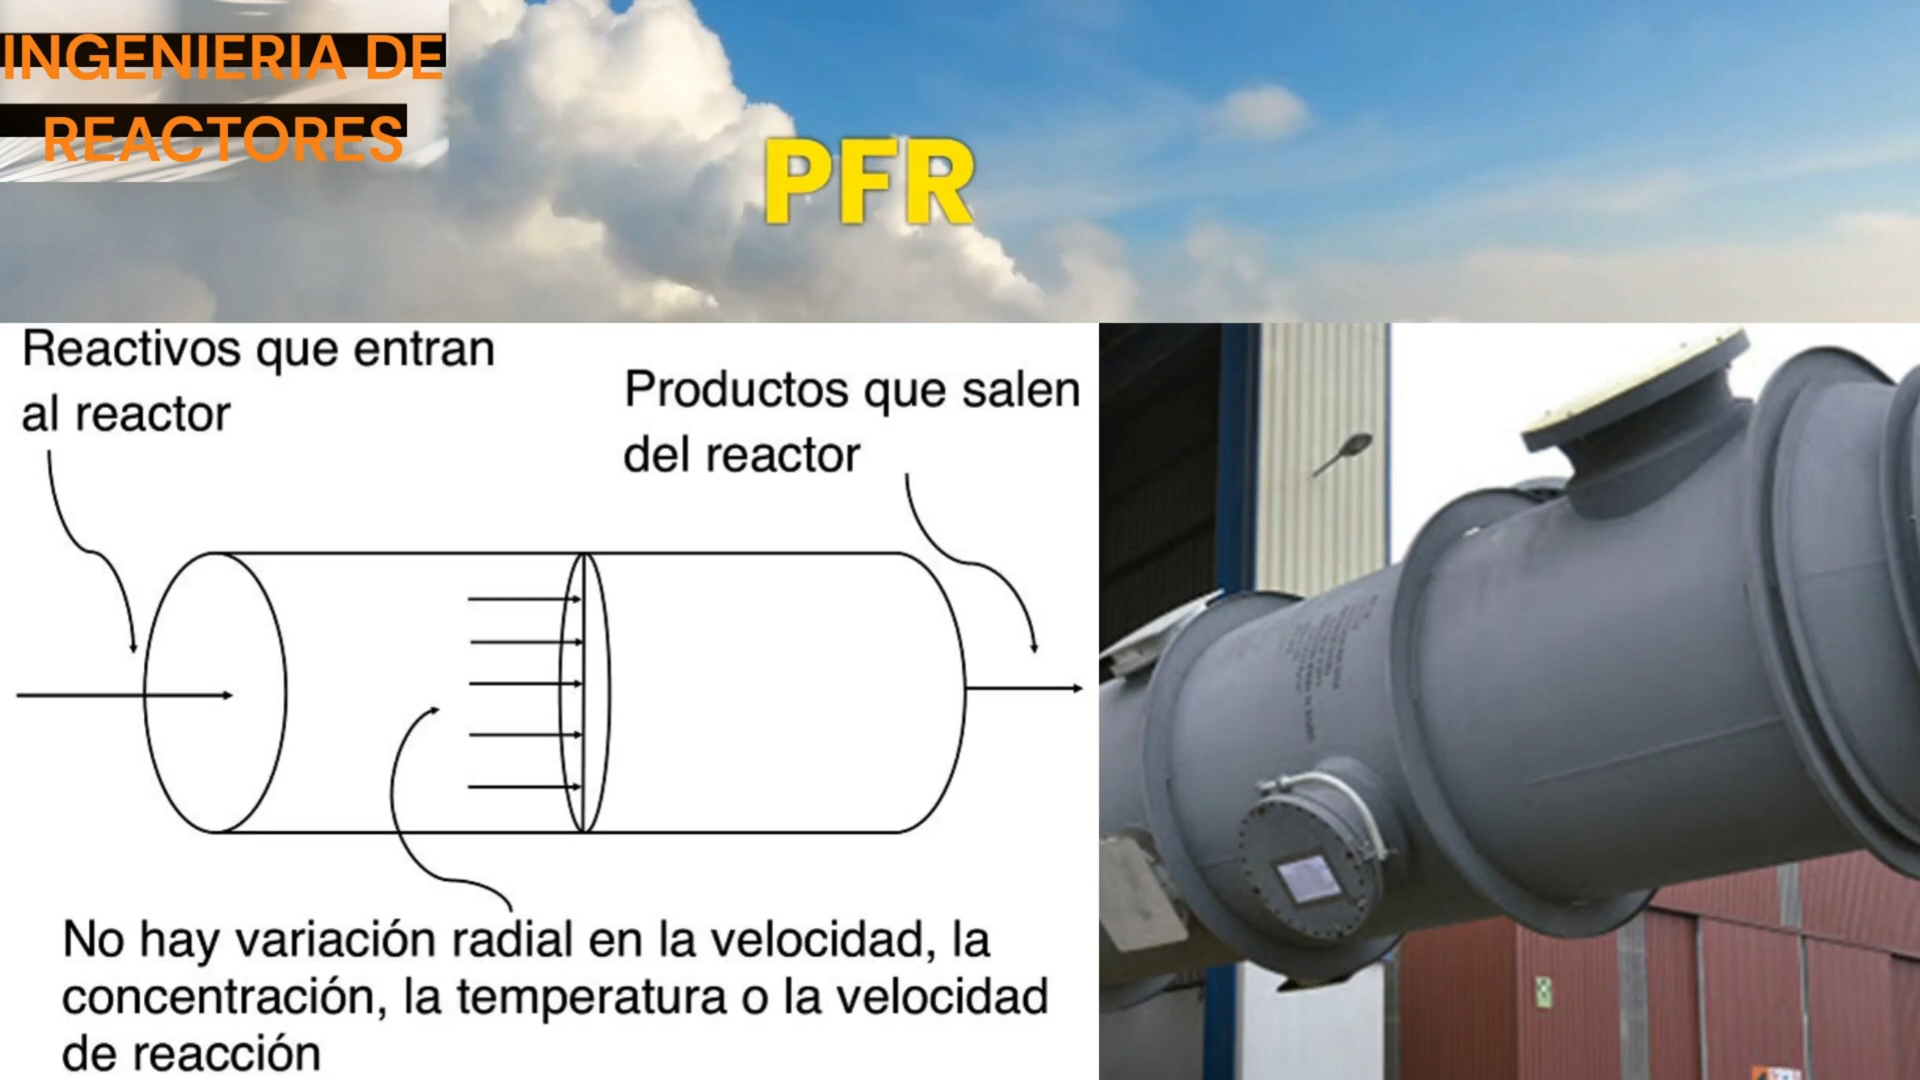 INGENIERIA DE
REACTORES
PFR
Reactivos que entran
al reactor
Productos que salen
del reactor
No hay variación radial en la velocidad, la
concentración, la temperatura o la velocidad
de reacción